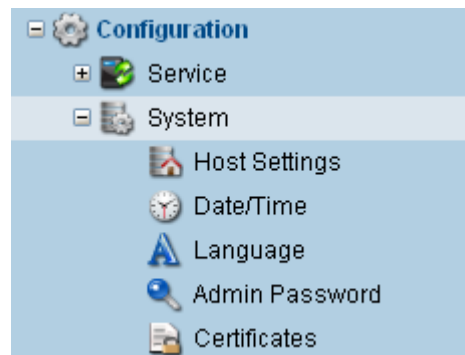 Configuration
Service
System
Host Settings
Date/Time
Language
Admin Password
Certificates